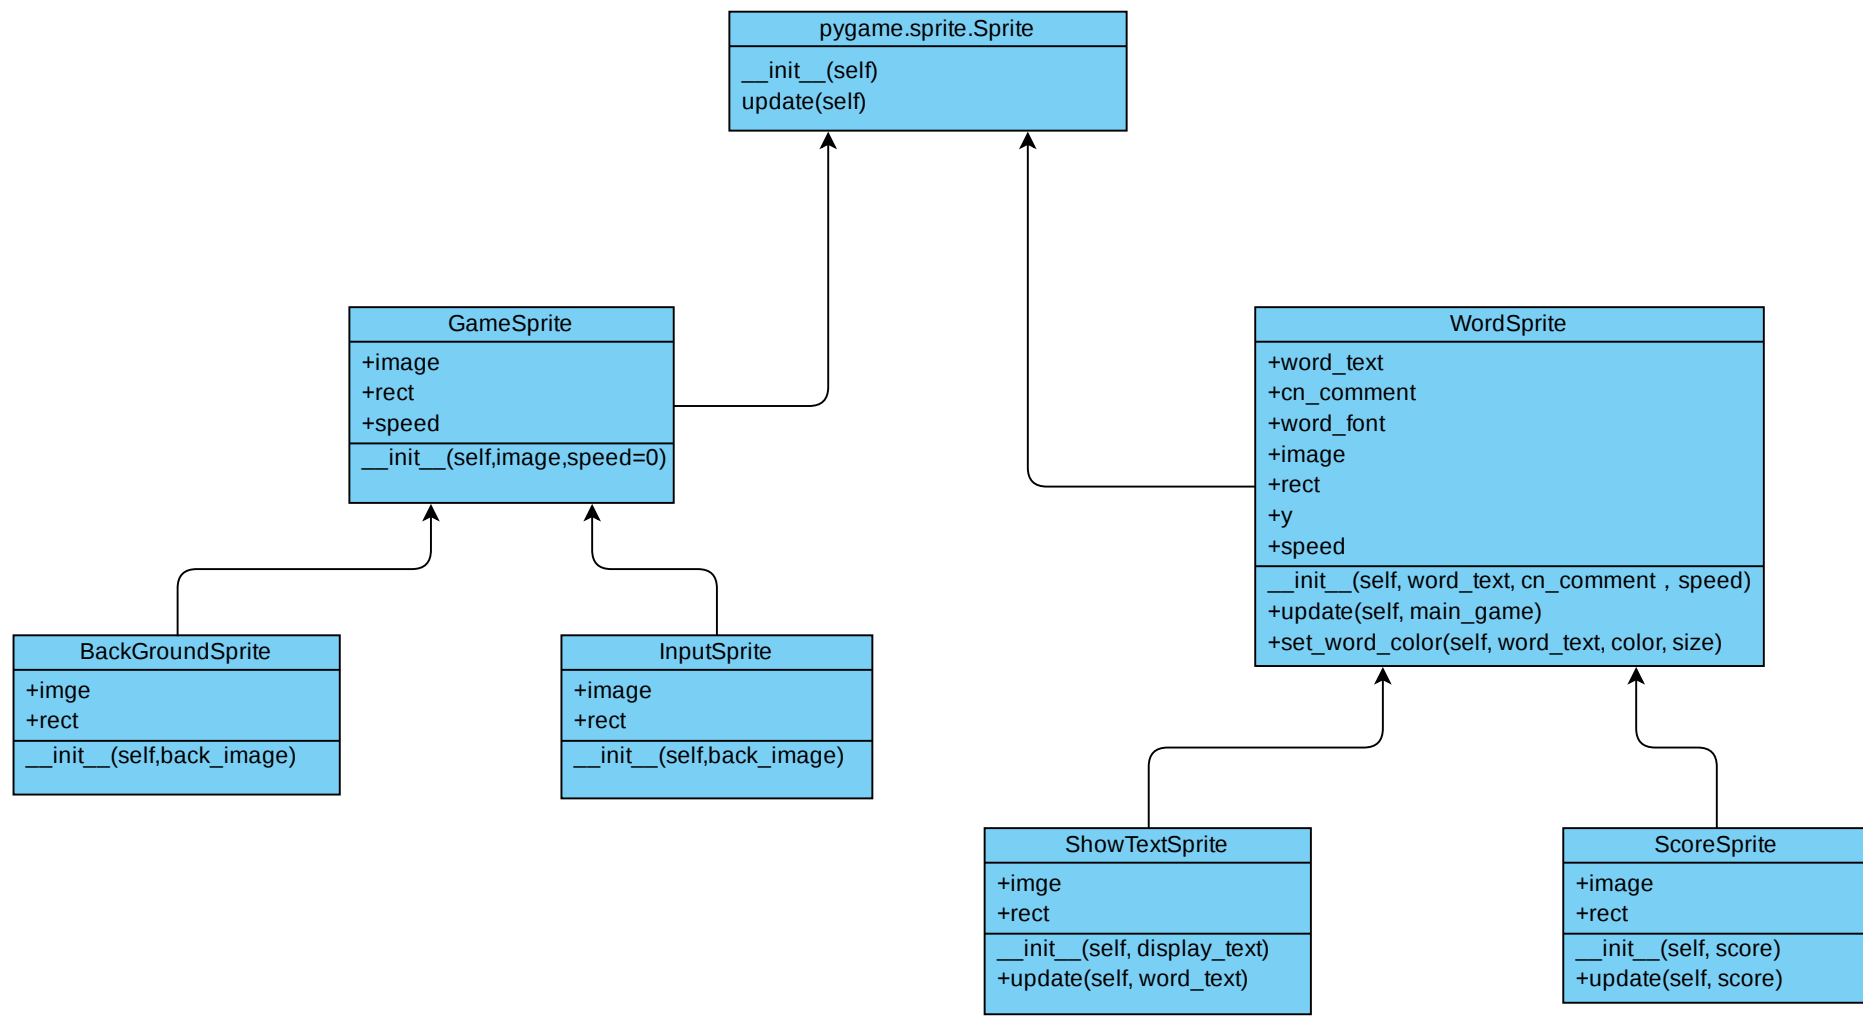 pygame.sprite.Sprite
__init__(self)
update(self)
GameSprite
+image
+rect
+speed
__init__(self,image,speed=0)
WordSprite
+word_text
+cn_comment
+word_font
+image
+rect
+y
+speed
__init__(self, word_text, cn_comment，speed)
+update(self, main_game)
+set_word_color(self, word_text, color, size)
BackGroundSprite
+imge
+rect
__init__(self,back_image)
InputSprite
+image
+rect
__init__(self,back_image)
ShowTextSprite
+imge
+rect
__init__(self, display_text)
+update(self, word_text)
ScoreSprite
+image
+rect
__init__(self, score)
+update(self, score)